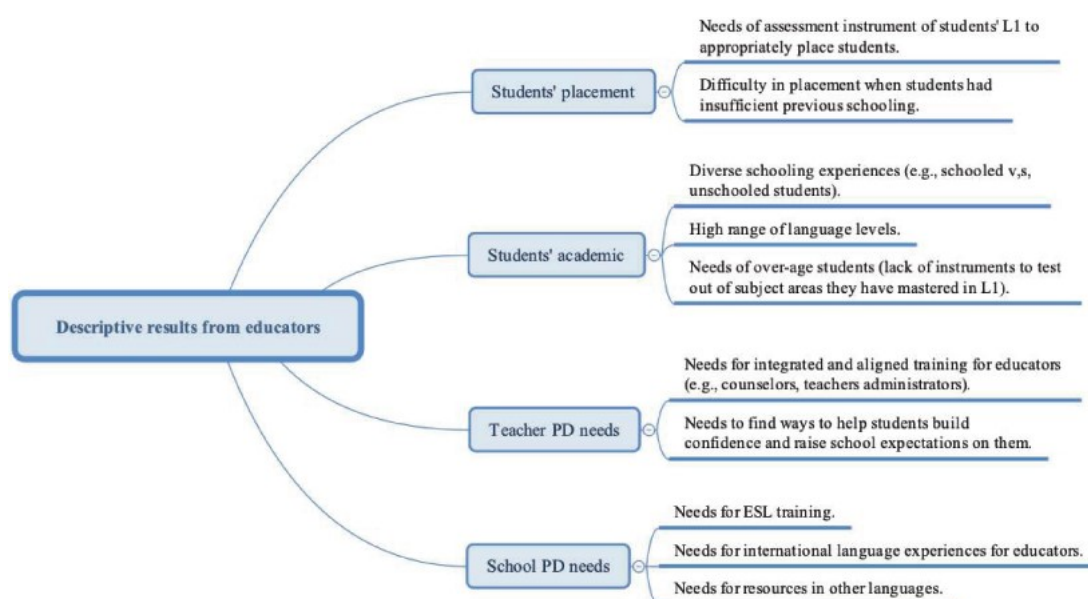 Needs of assessment instrument of students' L1 to
appropriately place students.
Students' placement
Difficulty in placement when students had
insufficient previous schooling.
Diverse schooling experiences (e.g., schooled v,s,
unschooled students).
High range of language levels.
Students' academic
Needs of over-age students (lack of instruments to test
out of subject areas they have mastered in L1).
Descriptive results from educators
Needs for integrated and aligned training for educators
(e.g., counselors, teachers administrators).
Teacher PD needs
Needs to find ways to help students build
confidence and raise school expectations on them.
Needs for ESL training.
Needs for international language experiences for educators.
School PD needs
Needs for resources in other languages.